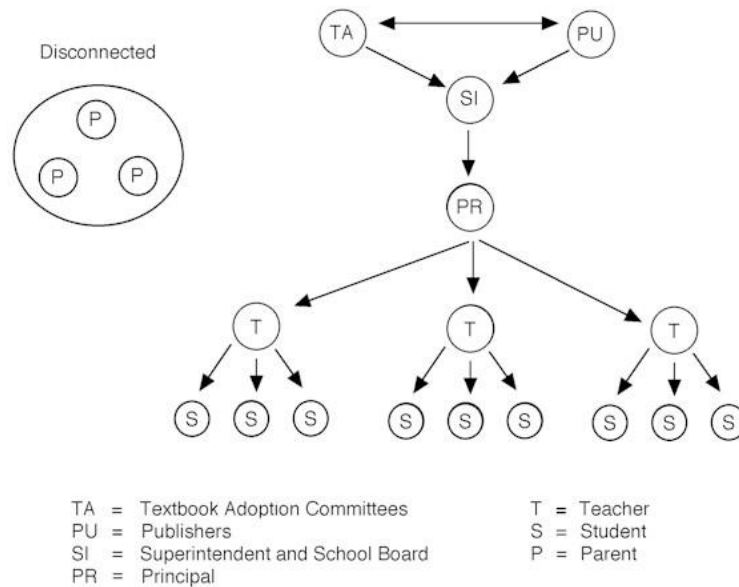 TA
PU
Disconnected
SI
P
P P
PR
T T T
S S S S S S S S S
TA = Textbook Adoption Committees
PU = Publishers
SI = Superintendent and School Board
PR = Principal
T = Teacher
S = Student
P = Parent